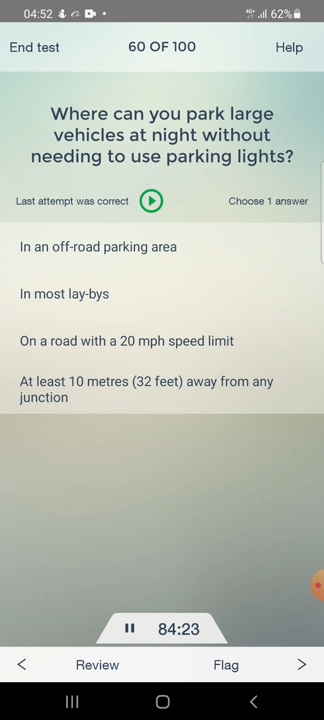 04:52 62%
End test 60 OF 100 Help
Where can you park large
vehicles at night without
needing to use parking lights?
Last attempt was correct Choose 1 answer
In an off-road parking area
In most lay-bys
On a road with a 20 mph speed limit
At least 10 metres (32 feet) away from any
junction
84:23
< Review Flag >